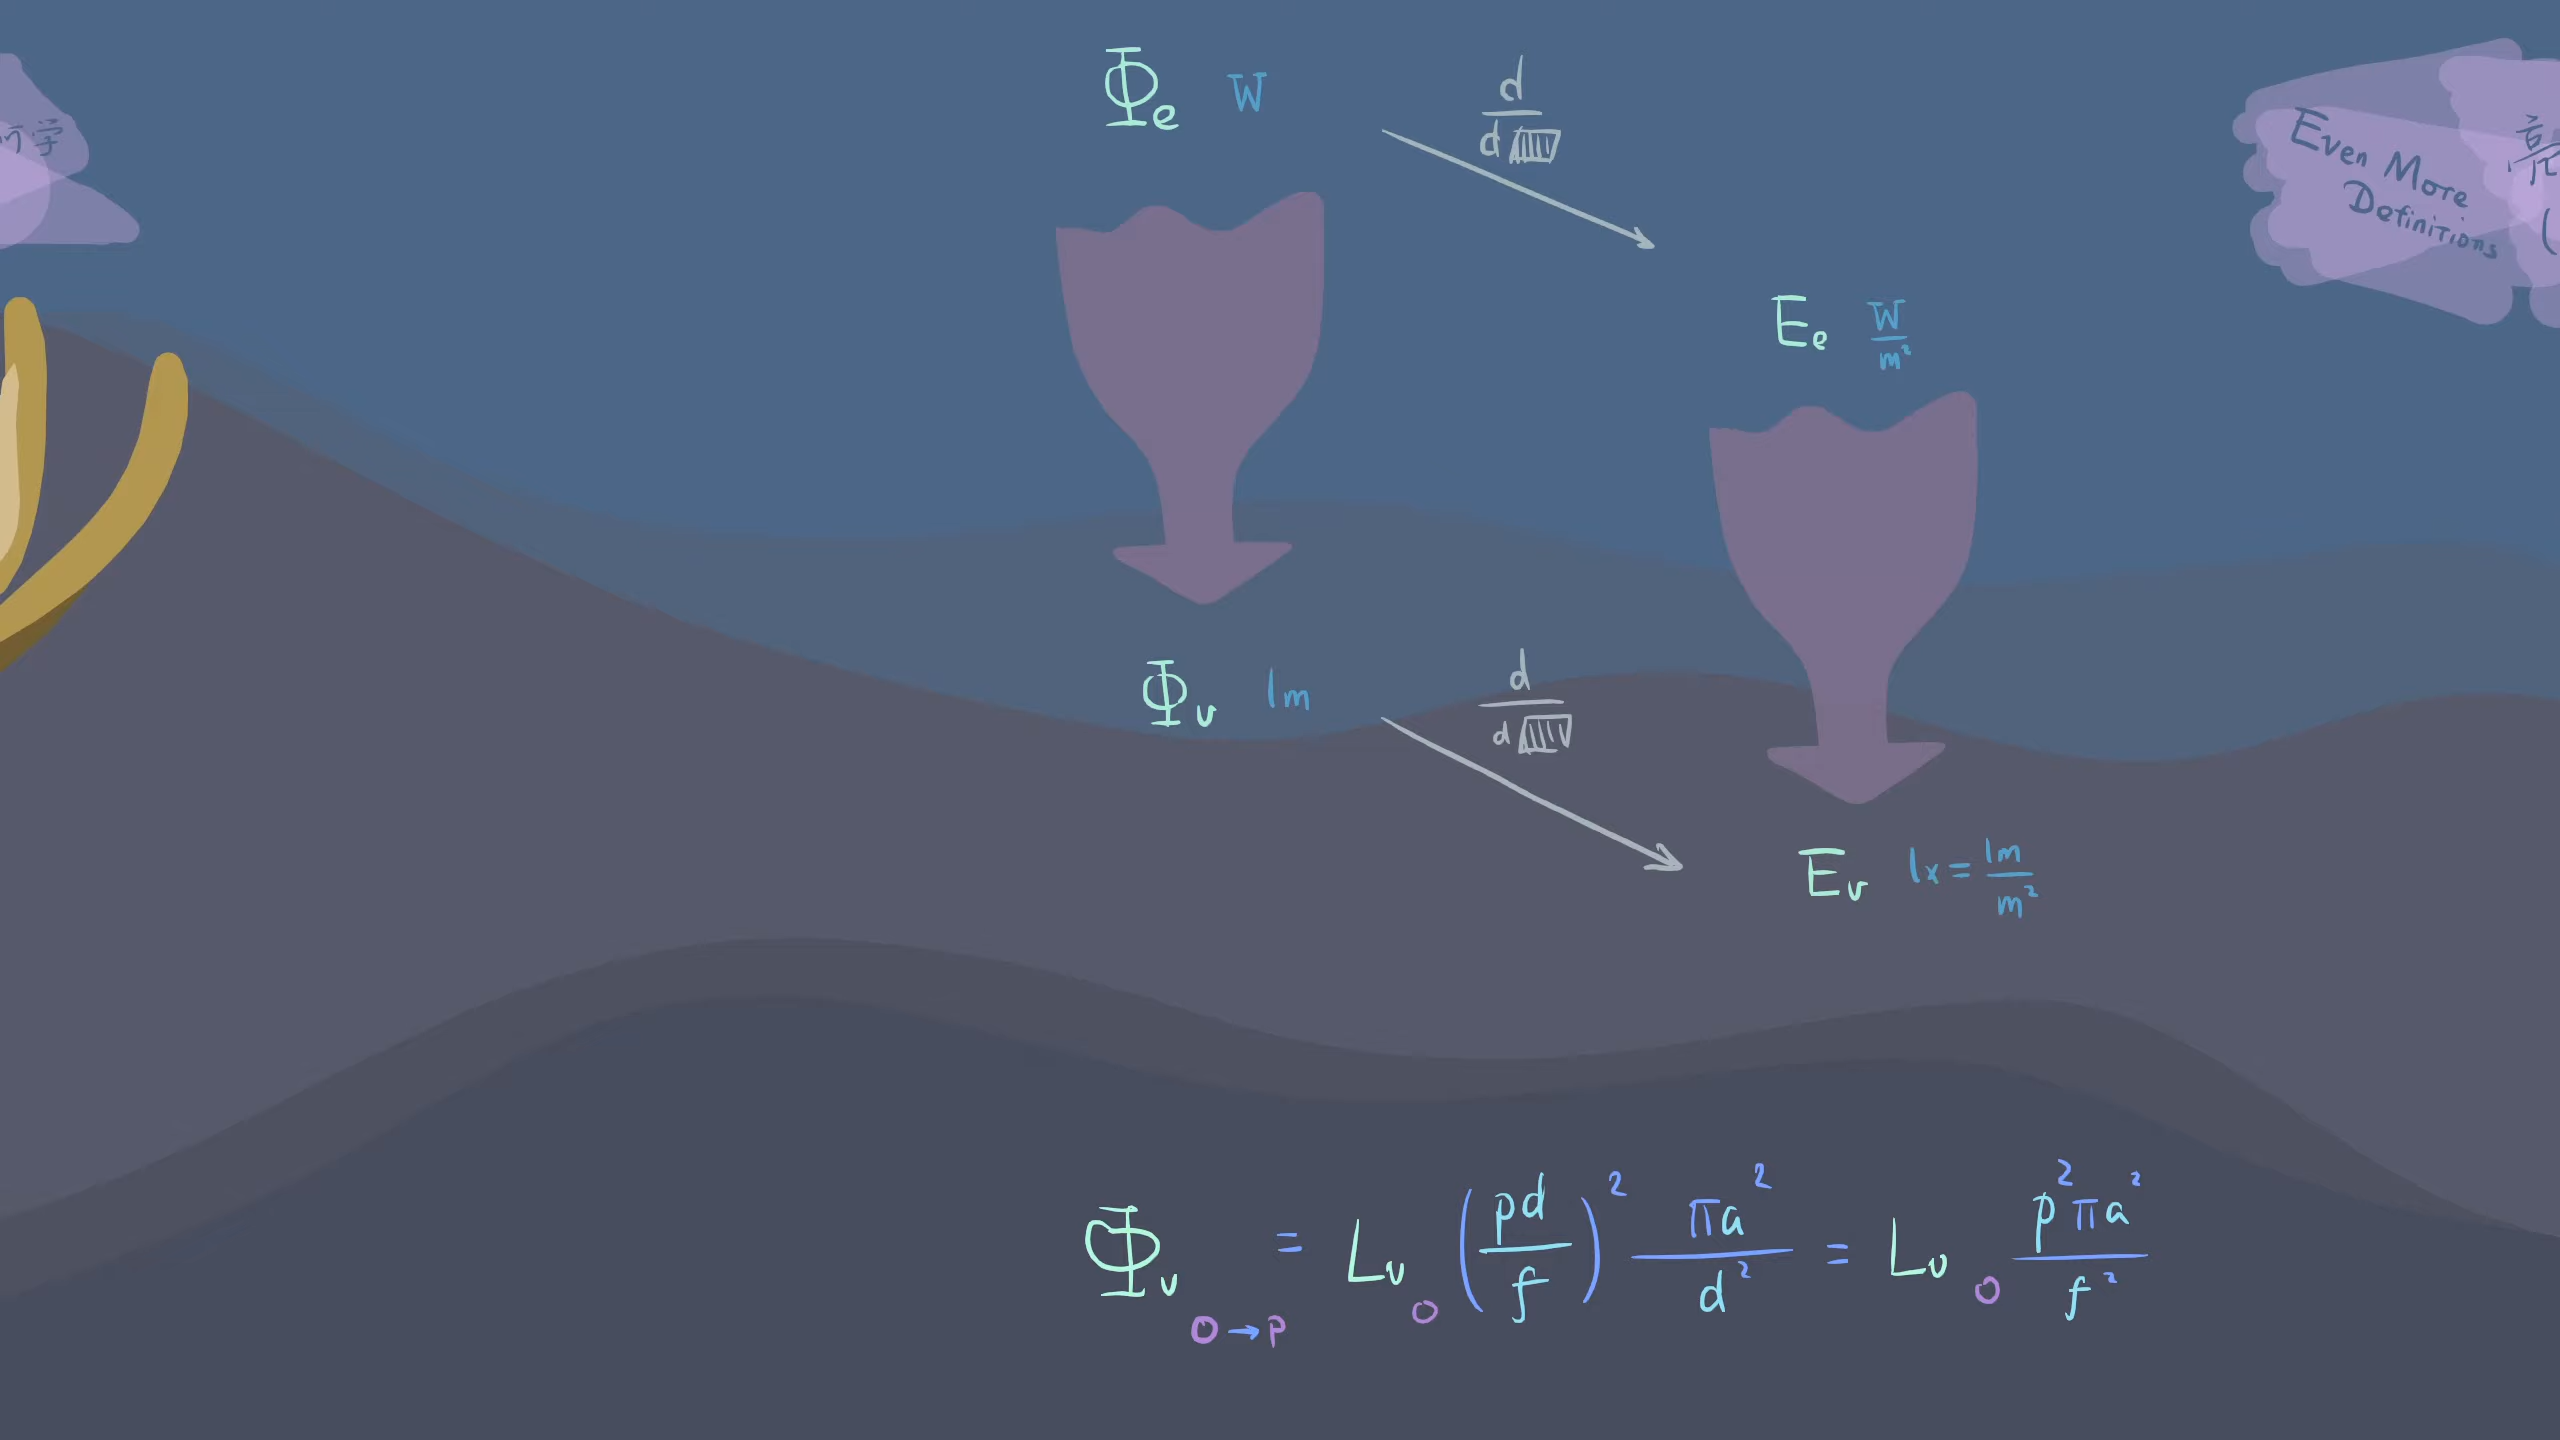 Φe W
d
d▱
Ee W/m²
Even More
Definitions
学
Φv lm
d
d▱
Ev lx = lm/m²
Φv O→P = Lv O (pd/f)² πa²/d² = Lv O p²πa²/f²